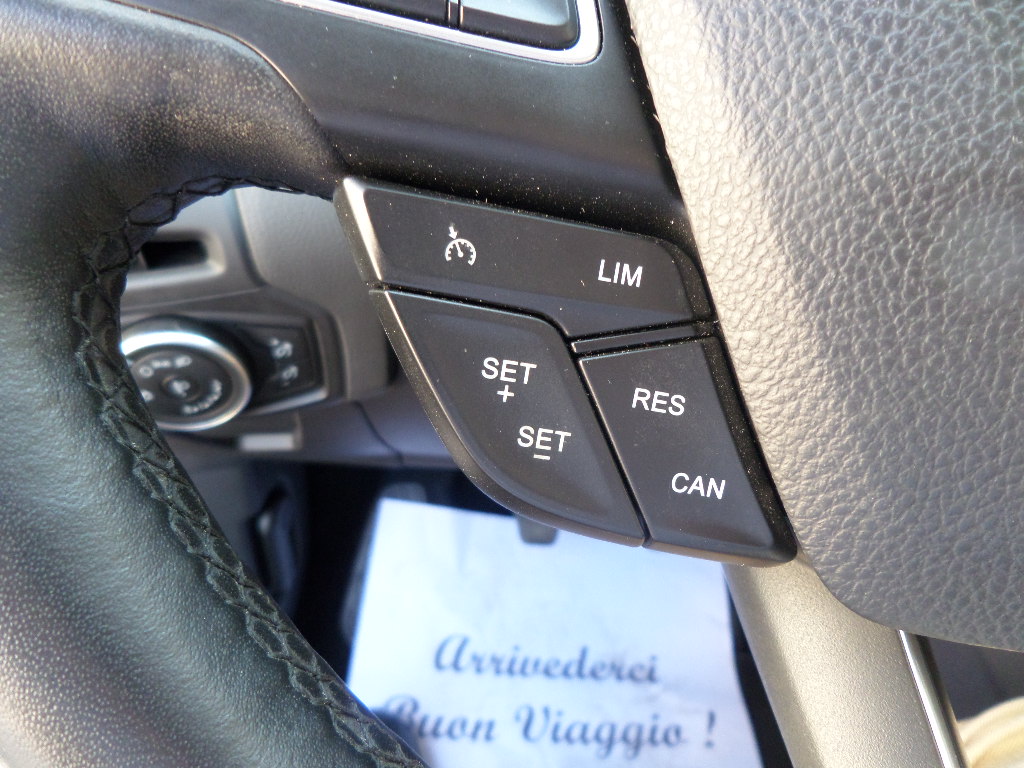 LIM
SET
+
SET
-
RES
CAN
Arrivederci
Buon Viaggio !